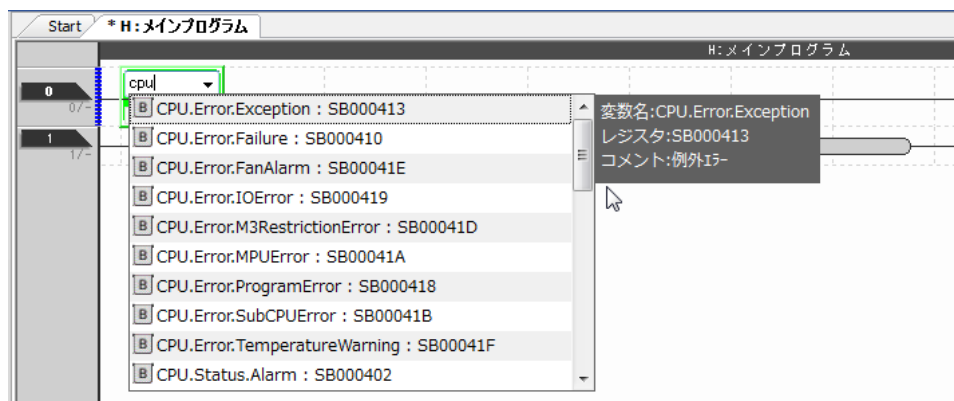 Start
* H:メインプログラム
H:メインプログラム
0
0/-
cpu
1
1/-
B CPU.Error.Exception : SB000413
B CPU.Error.Failure : SB000410
B CPU.Error.FanAlarm : SB00041E
B CPU.Error.IOError : SB000419
B CPU.Error.M3RestrictionError : SB00041D
B CPU.Error.MPUError : SB00041A
B CPU.Error.ProgramError : SB000418
B CPU.Error.SubCPUError : SB00041B
B CPU.Error.TemperatureWarning : SB00041F
B CPU.Status.Alarm : SB000402
変数名:CPU.Error.Exception
レジスタ:SB000413
コメント:例外ｴﾗｰ